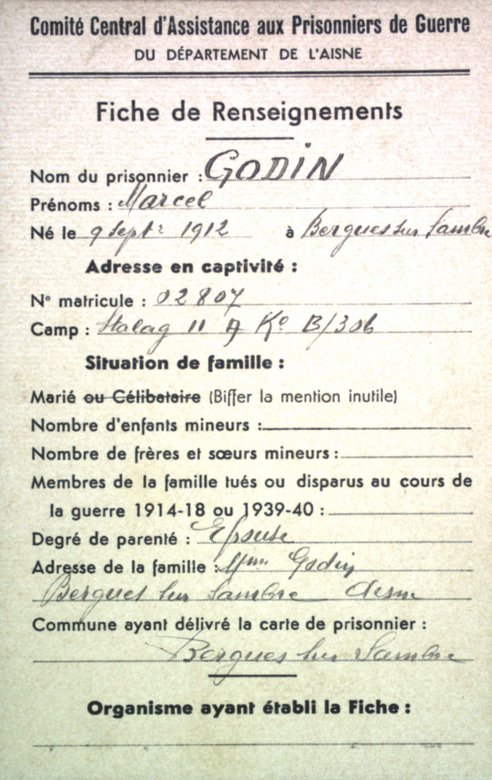 Comité Central d'Assistance aux Prisonniers de Guerre
DU DÉPARTEMENT DE L'AISNE
Fiche de Renseignements
Nom du prisonnier : GODIN
Prénoms : Marcel
Né le 9 Septr 1912 à Bergues sur Sambre
Adresse en captivité :
N° matricule : 02807
Camp : Stalag II A Ko B/306
Situation de famille :
Marié ou Célibataire (Biffer la mention inutile)
Nombre d'enfants mineurs :
Nombre de frères et sœurs mineurs :
Membres de la famille tués ou disparus au cours de
la guerre 1914-18 ou 1939-40 :
Degré de parenté : Epouse
Adresse de la famille : Mme Godin
Bergues sur Sambre Aisne
Commune ayant délivré la carte de prisonnier :
Bergues sur Sambre
Organisme ayant établi la Fiche :